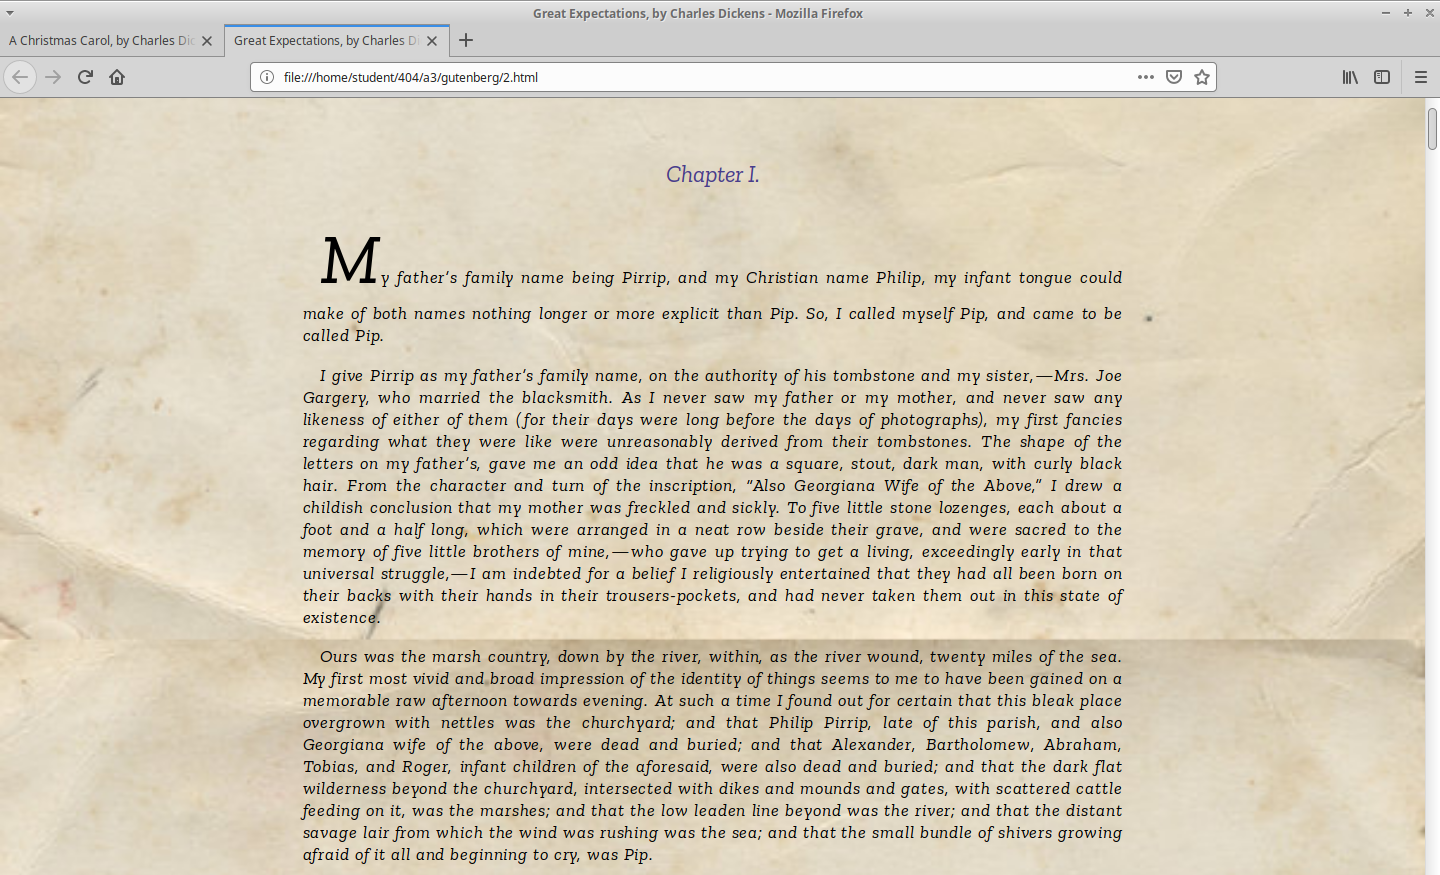 Great Expectations, by Charles Dickens - Mozilla Firefox
A Christmas Carol, by Charles Dic
Great Expectations, by Charles D
file:///home/student/404/a3/gutenberg/2.html
Chapter I.
My father’s family name being Pirrip, and my Christian name Philip, my infant tongue could
make of both names nothing longer or more explicit than Pip. So, I called myself Pip, and came to be
called Pip.
I give Pirrip as my father’s family name, on the authority of his tombstone and my sister,—Mrs. Joe
Gargery, who married the blacksmith. As I never saw my father or my mother, and never saw any
likeness of either of them (for their days were long before the days of photographs), my first fancies
regarding what they were like were unreasonably derived from their tombstones. The shape of the
letters on my father’s, gave me an odd idea that he was a square, stout, dark man, with curly black
hair. From the character and turn of the inscription, “Also Georgiana Wife of the Above,” I drew a
childish conclusion that my mother was freckled and sickly. To five little stone lozenges, each about a
foot and a half long, which were arranged in a neat row beside their grave, and were sacred to the
memory of five little brothers of mine,—who gave up trying to get a living, exceedingly early in that
universal struggle,—I am indebted for a belief I religiously entertained that they had all been born on
their backs with their hands in their trousers-pockets, and had never taken them out in this state of
existence.
Ours was the marsh country, down by the river, within, as the river wound, twenty miles of the sea.
My first most vivid and broad impression of the identity of things seems to me to have been gained on a
memorable raw afternoon towards evening. At such a time I found out for certain that this bleak place
overgrown with nettles was the churchyard; and that Philip Pirrip, late of this parish, and also
Georgiana wife of the above, were dead and buried; and that Alexander, Bartholomew, Abraham,
Tobias, and Roger, infant children of the aforesaid, were also dead and buried; and that the dark flat
wilderness beyond the churchyard, intersected with dikes and mounds and gates, with scattered cattle
feeding on it, was the marshes; and that the low leaden line beyond was the river; and that the distant
savage lair from which the wind was rushing was the sea; and that the small bundle of shivers growing
afraid of it all and beginning to cry, was Pip.